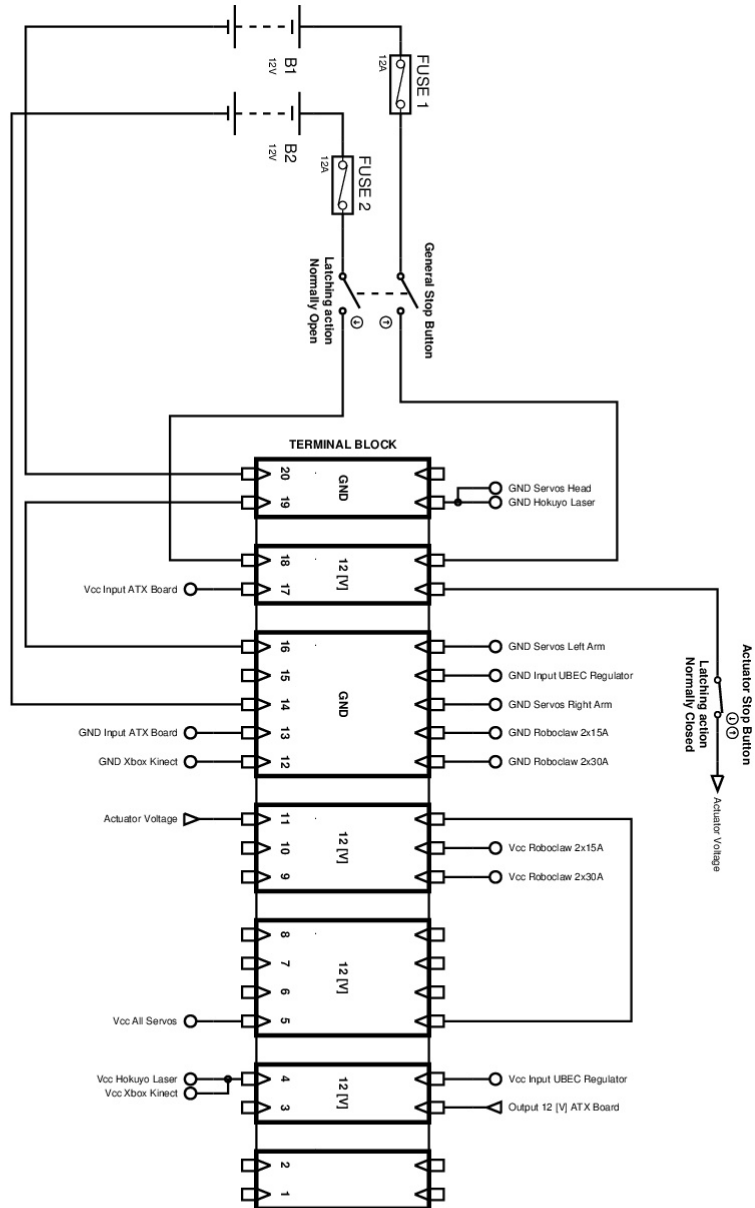 B1
12V
FUSE 1
12A
B2
12V
FUSE 2
12A
General Stop Button
Latching action
Normally Open
TERMINAL BLOCK
20
GND
GND Servos Head
19
GND Hokuyo Laser
18
12 [V]
Vcc Input ATX Board
17
Actuator Stop Button
Latching action
Normally Closed
Actuator Voltage
16
GND Servos Left Arm
15
GND Input UBEC Regulator
GND
14
GND Servos Right Arm
GND Input ATX Board
13
GND Roboclaw 2x15A
GND Xbox Kinect
12
GND Roboclaw 2x30A
Actuator Voltage
11
12 [V]
10
Vcc Roboclaw 2x15A
9
Vcc Roboclaw 2x30A
8
7
12 [V]
6
Vcc All Servos
5
Vcc Hokuyo Laser
Vcc Xbox Kinect
4
12 [V]
Vcc Input UBEC Regulator
3
Output 12 [V] ATX Board
2
1